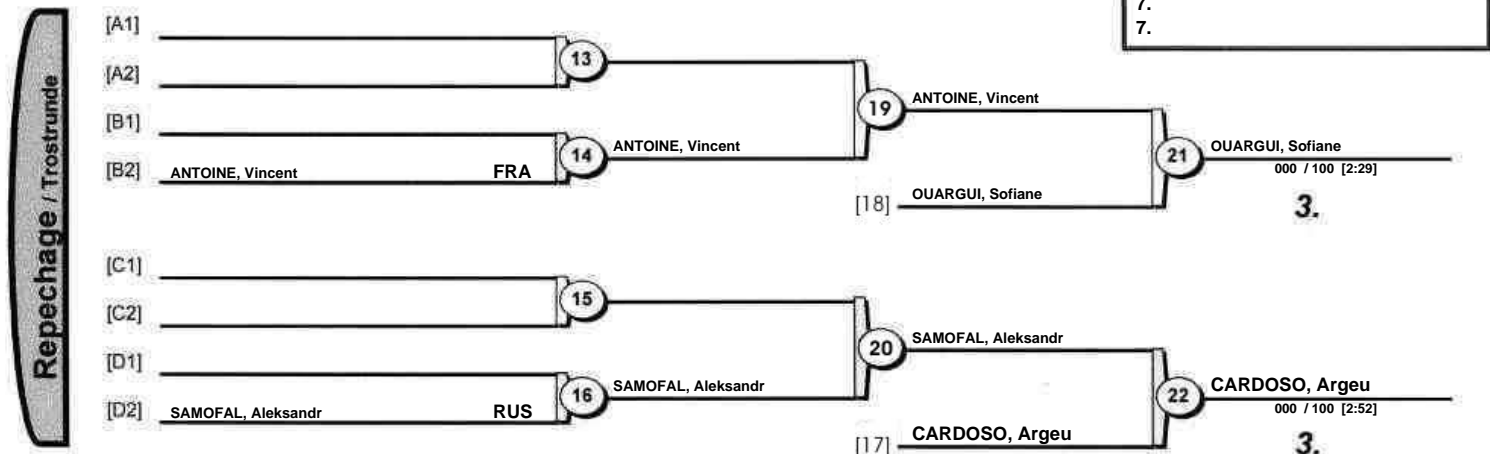 7.
7.
Repechage / Trostrunde
[A1]
13
[A2]
19
ANTOINE, Vincent
[B1]
14
ANTOINE, Vincent
21
OUARGUI, Sofiane
000 / 100 [2:29]
[B2] ANTOINE, Vincent FRA
[18] OUARGUI, Sofiane
3.
[C1]
15
[C2]
20
SAMOFAL, Aleksandr
[D1]
16
SAMOFAL, Aleksandr
22
CARDOSO, Argeu
000 / 100 [2:52]
[D2] SAMOFAL, Aleksandr RUS
[17] CARDOSO, Argeu
3.